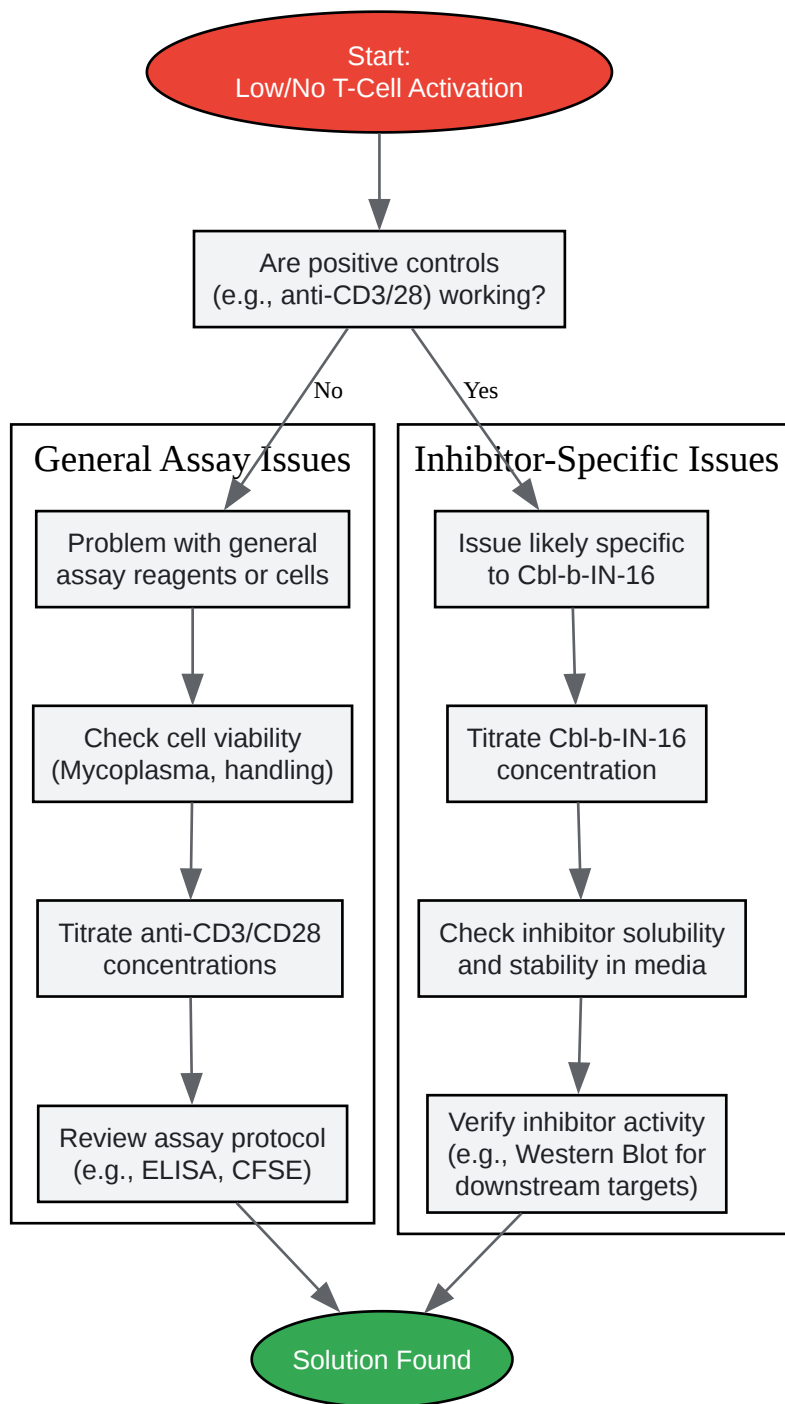 Start:
Low/No T-Cell Activation
Are positive controls
(e.g., anti-CD3/28) working?
No
Yes
General Assay Issues
Problem with general
assay reagents or cells
Check cell viability
(Mycoplasma, handling)
Titrate anti-CD3/CD28
concentrations
Review assay protocol
(e.g., ELISA, CFSE)
Inhibitor-Specific Issues
Issue likely specific
to Cbl-b-IN-16
Titrate Cbl-b-IN-16
concentration
Check inhibitor solubility
and stability in media
Verify inhibitor activity
(e.g., Western Blot for
downstream targets)
Solution Found